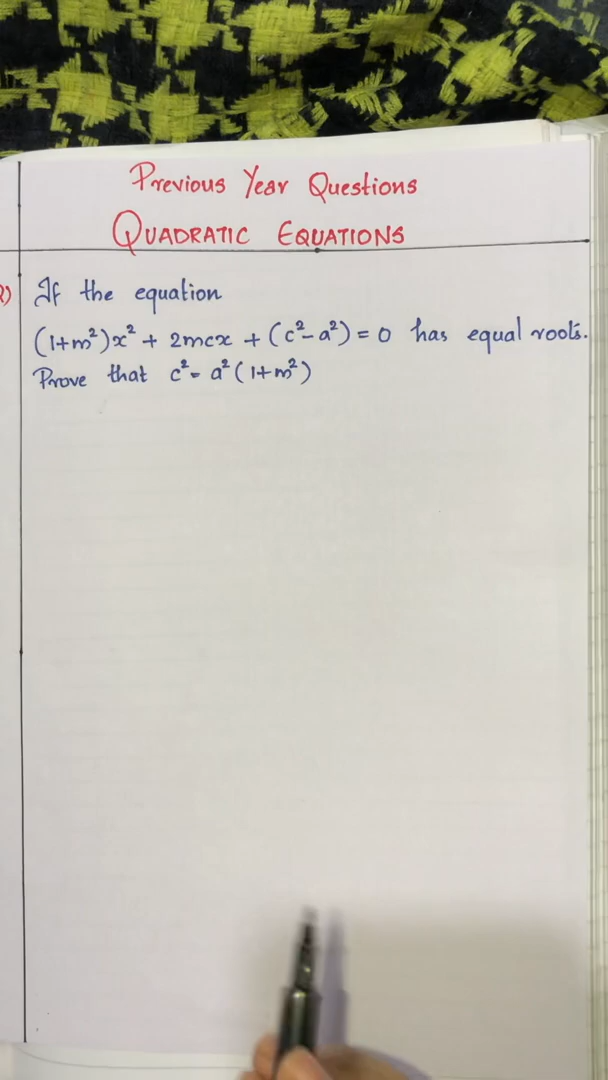 Previous Year Questions
QUADRATIC EQUATIONS
If the equation
(1+m²)x² + 2mcx + (c²-a²) = 0 has equal roots.
Prove that c² = a² (1+m²)